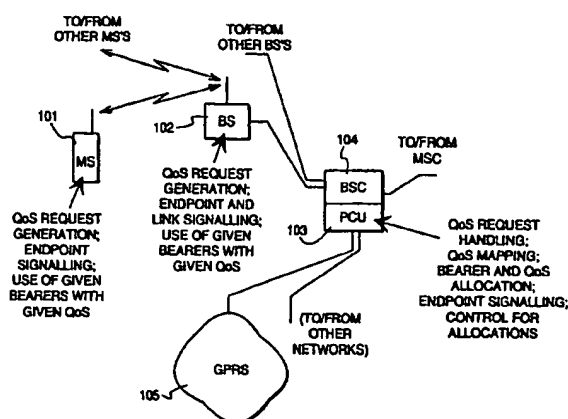 TO/FROM
OTHER MS'S
TO/FROM
OTHER BS'S
101
MS
102
BS
104
BSC
PCU
103
TO/FROM
MSC
QoS REQUEST
GENERATION;
ENDPOINT
SIGNALLING;
USE OF GIVEN
BEARERS WITH
GIVEN QoS
QoS REQUEST
GENERATION;
ENDPOINT AND
LINK SIGNALLING;
USE OF GIVEN
BEARERS WITH
GIVEN QoS
QoS REQUEST
HANDLING;
QoS MAPPING;
BEARER AND QoS
ALLOCATION;
ENDPOINT SIGNALLING;
CONTROL FOR
ALLOCATIONS
(TO/FROM
OTHER
NETWORKS)
GPRS
105